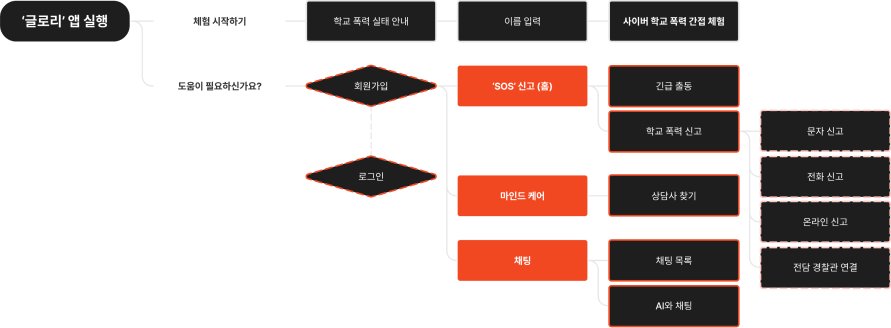 ‘글로리’ 앱 실행
체험 시작하기
학교 폭력 실태 안내
이름 입력
사이버 학교 폭력 간접 체험
도움이 필요하신가요?
회원가입
로그인
'SOS' 신고 (홈)
긴급 출동
학교 폭력 신고
문자 신고
전화 신고
온라인 신고
전담 경찰관 연결
마인드 케어
상담사 찾기
채팅
채팅 목록
AI와 채팅